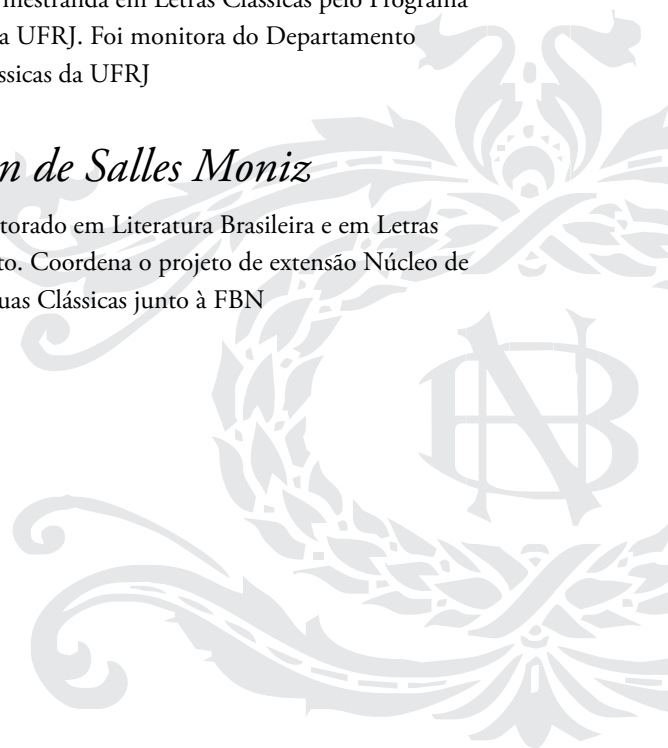 mestranda em Letras Clássicas pelo Programa
a UFRJ. Foi monitora do Departamento
ssicas da UFRJ
n de Salles Moniz
torado em Literatura Brasileira e em Letras
to. Coordena o projeto de extensão Núcleo de
uas Clássicas junto à FBN